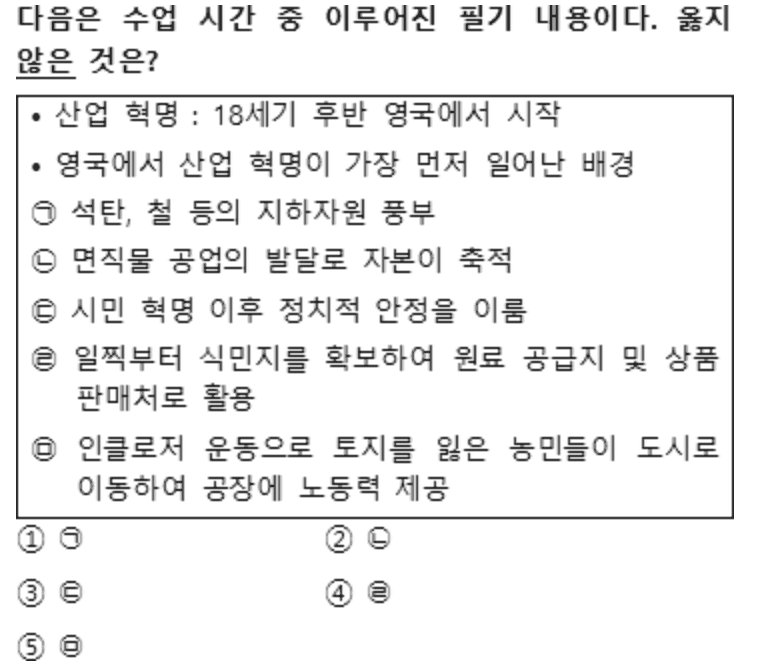 다음은 수업 시간 중 이루어진 필기 내용이다. 옳지
않은 것은?
• 산업 혁명 : 18세기 후반 영국에서 시작
• 영국에서 산업 혁명이 가장 먼저 일어난 배경
㉠ 석탄, 철 등의 지하자원 풍부
㉡ 면직물 공업의 발달로 자본이 축적
㉢ 시민 혁명 이후 정치적 안정을 이룸
㉣ 일찍부터 식민지를 확보하여 원료 공급지 및 상품
판매처로 활용
㉤ 인클로저 운동으로 토지를 잃은 농민들이 도시로
이동하여 공장에 노동력 제공
① ㉠ ② ㉡
③ ㉢ ④ ㉣
⑤ ㉤